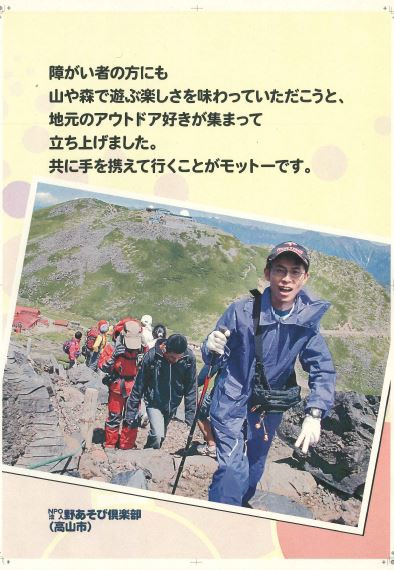 障がい者の方にも
山や森で遊ぶ楽しさを味わっていただこうと、
地元のアウトドア好きが集まって
立ち上げました。
共に手を携えて行くことがモットーです。
NPO法人 野あそび倶楽部
(高山市)